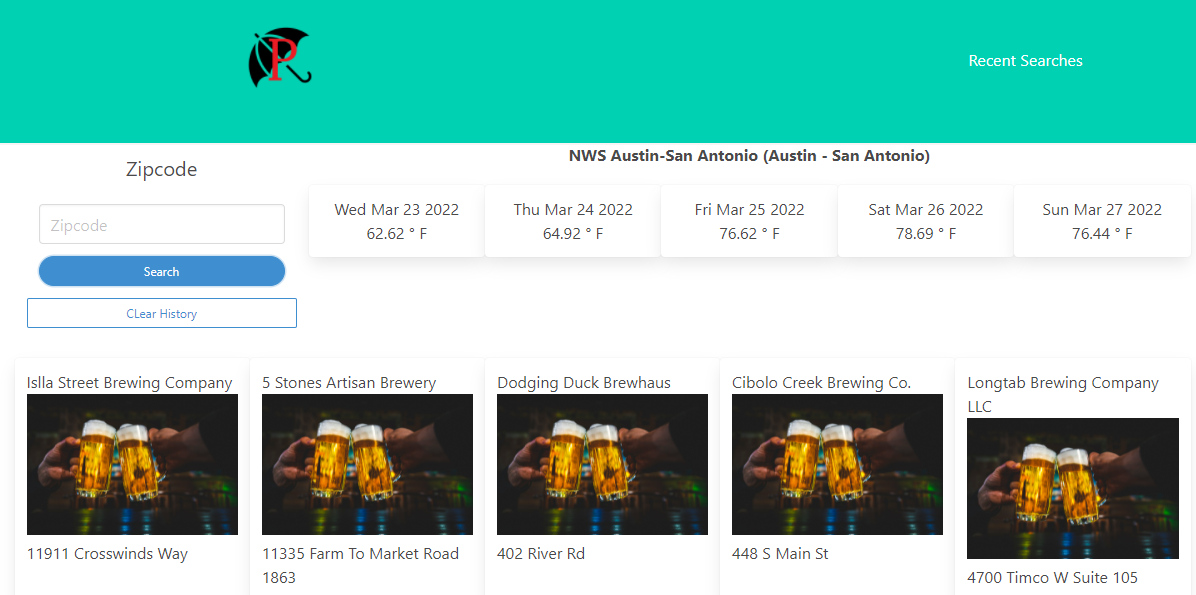 P
Recent Searches
Zipcode
Zipcode
Search
CLear History
NWS Austin-San Antonio (Austin - San Antonio)
Wed Mar 23 2022
62.62 ° F
Thu Mar 24 2022
64.92 ° F
Fri Mar 25 2022
76.62 ° F
Sat Mar 26 2022
78.69 ° F
Sun Mar 27 2022
76.44 ° F
Islla Street Brewing Company
11911 Crosswinds Way
5 Stones Artisan Brewery
11335 Farm To Market Road
1863
Dodging Duck Brewhaus
402 River Rd
Cibolo Creek Brewing Co.
448 S Main St
Longtab Brewing Company
LLC
4700 Timco W Suite 105